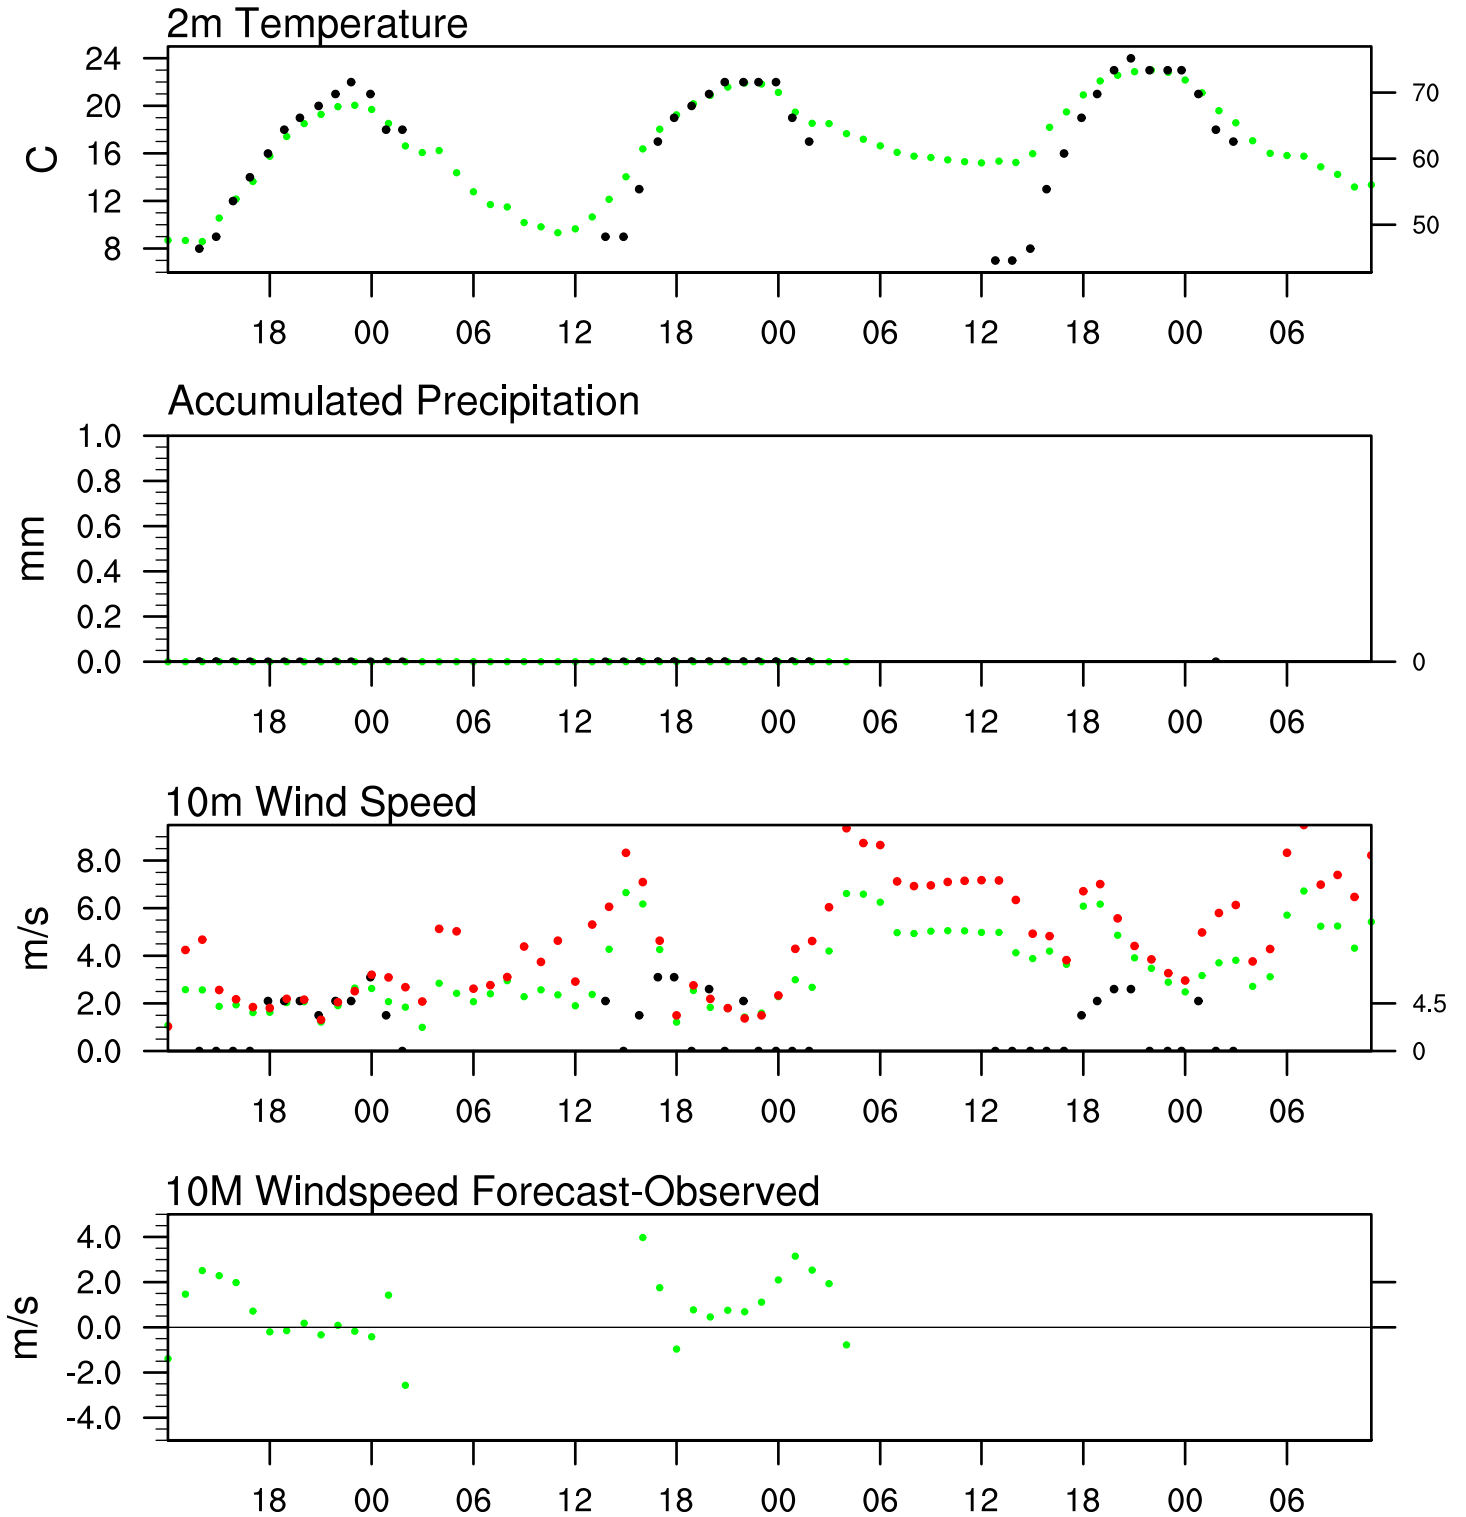 2m Temperature
24
20
16
12
8
C
70
60
50
18 00 06 12 18 00 06 12 18 00 06
Accumulated Precipitation
1.0
0.8
0.6
0.4
0.2
0.0
mm
0
18 00 06 12 18 00 06 12 18 00 06
10m Wind Speed
8.0
6.0
4.0
2.0
0.0
m/s
4.5
0
18 00 06 12 18 00 06 12 18 00 06
10M Windspeed Forecast-Observed
4.0
2.0
0.0
-2.0
-4.0
m/s
18 00 06 12 18 00 06 12 18 00 06